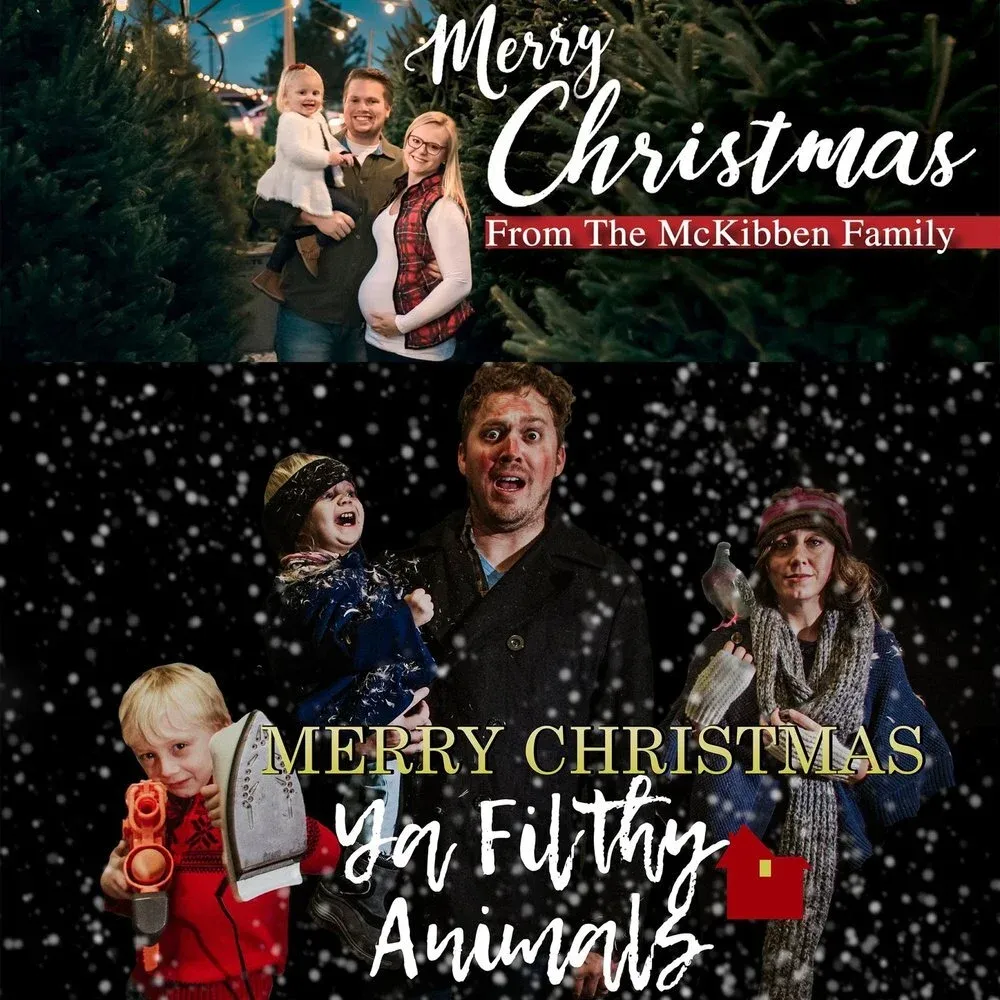 Merry
Christmas
From The McKibben Family
MERRY CHRISTMAS
Ya Filthy
Animals